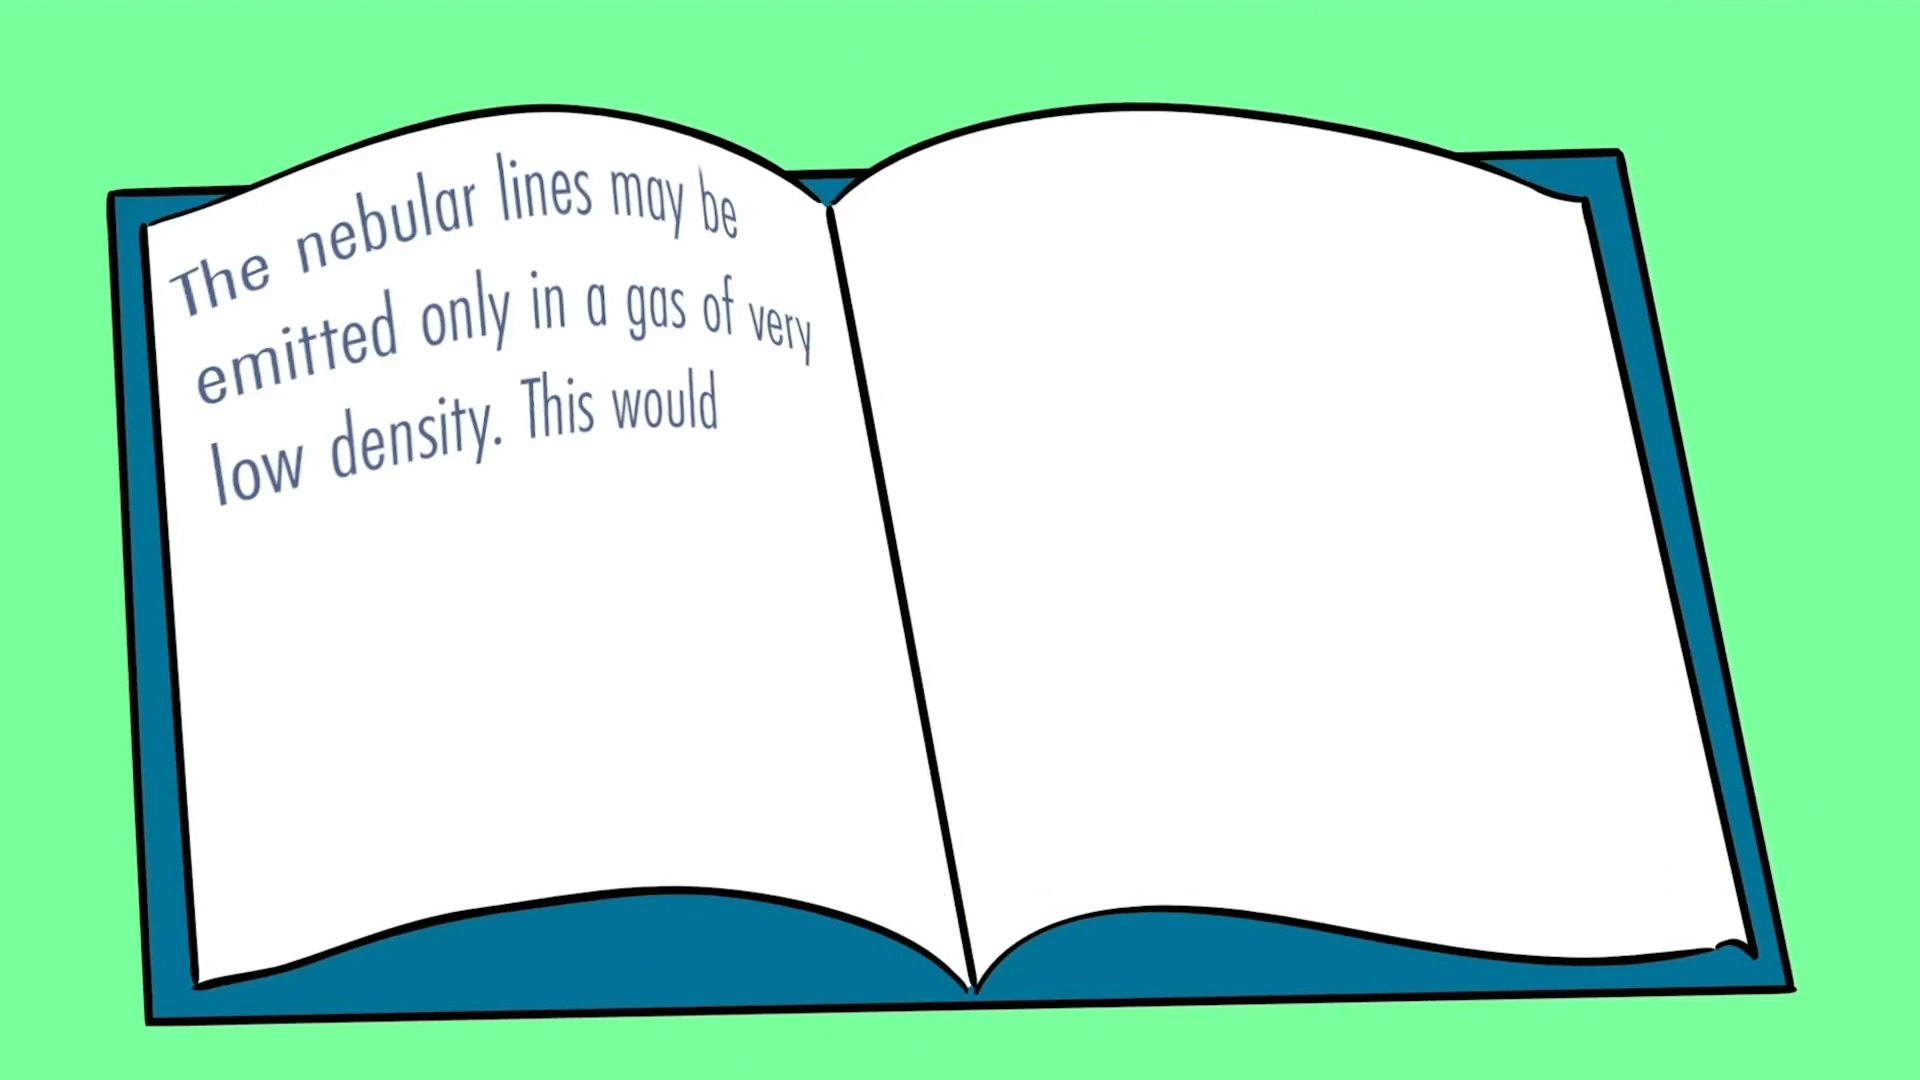 The nebular lines may be
emitted only in a gas of very
low density. This would